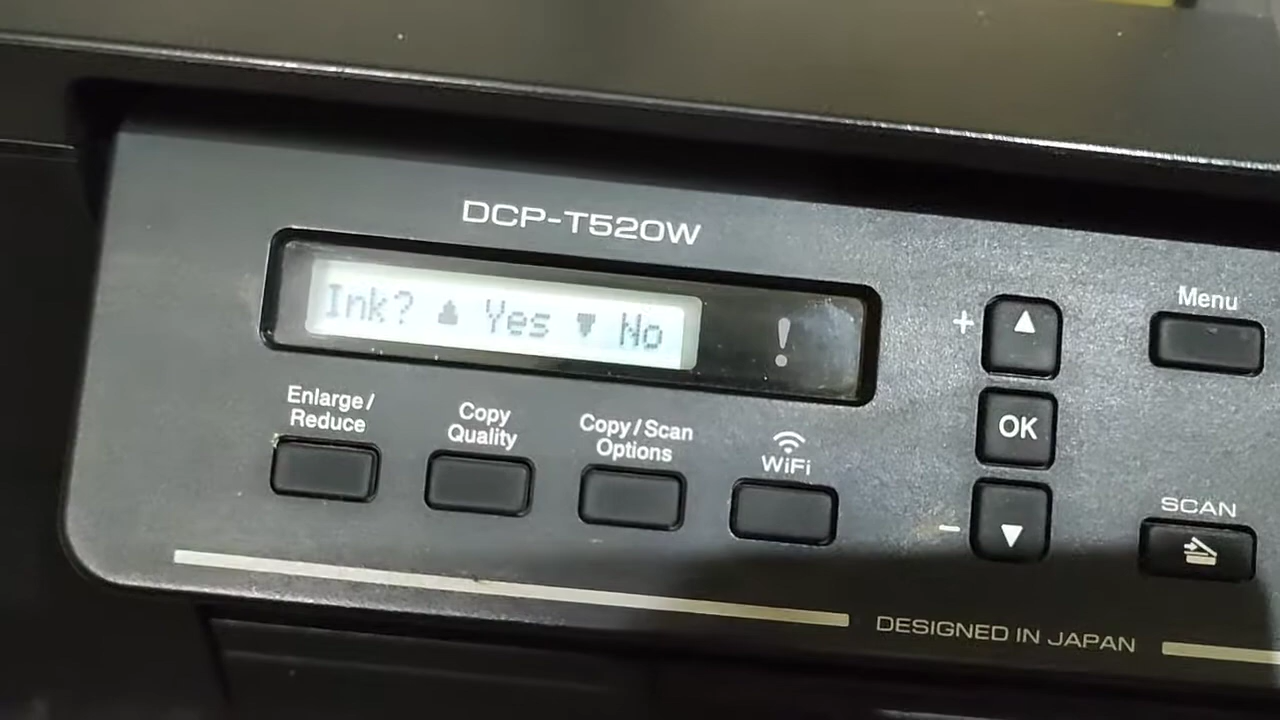 DCP-T520W
Ink? ▲ Yes ▼ No
!
Enlarge/
Reduce
Copy
Quality
Copy/Scan
Options
WiFi
+ ▲
OK
- ▼
Menu
SCAN
DESIGNED IN JAPAN